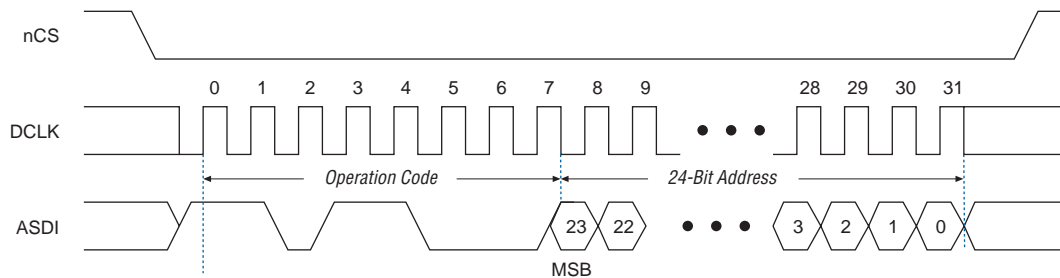 nCS
0 1 2 3 4 5 6 7 8 9 28 29 30 31
DCLK
Operation Code 24-Bit Address
ASDI 23 22 3 2 1 0
MSB